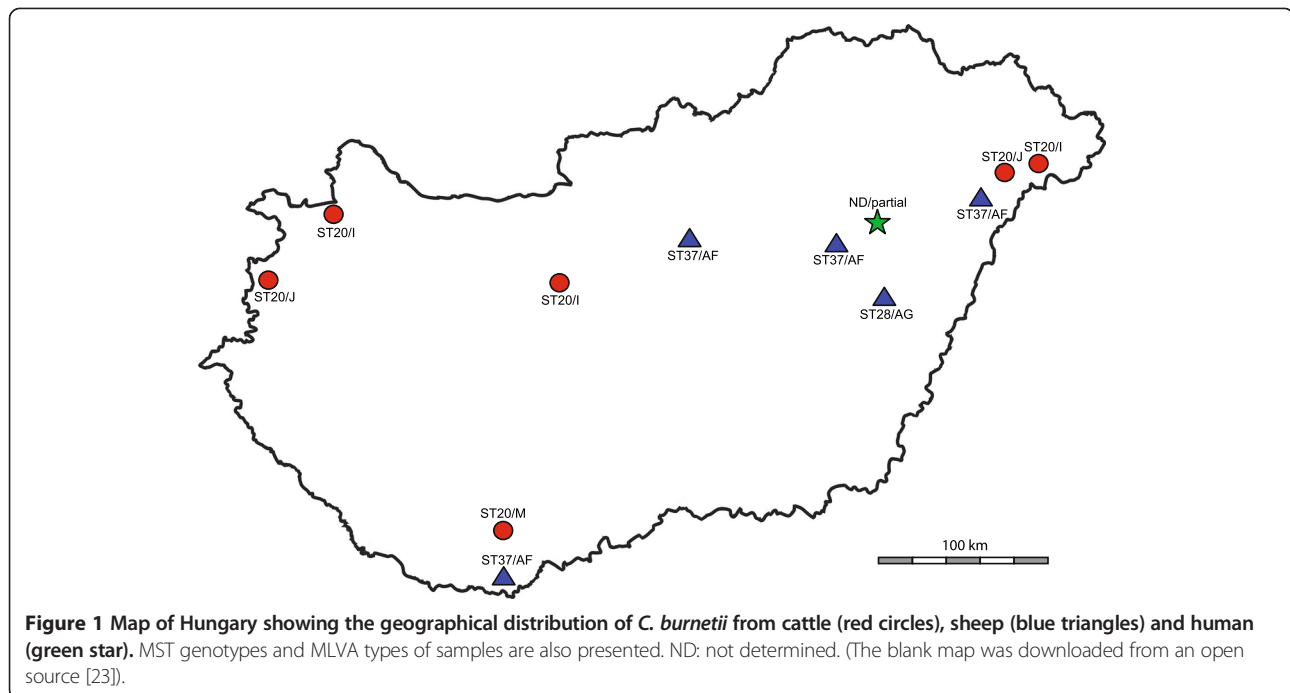 ST20/I
ST20/J
ND/partial
ST37/AF
ST20/I
ST37/AF
ST37/AF
ST20/J
ST20/I
ST28/AG
ST20/M
ST37/AF
100 km
Figure 1 Map of Hungary showing the geographical distribution of C. burnetii from cattle (red circles), sheep (blue triangles) and human
(green star). MST genotypes and MLVA types of samples are also presented. ND: not determined. (The blank map was downloaded from an open
source [23]).